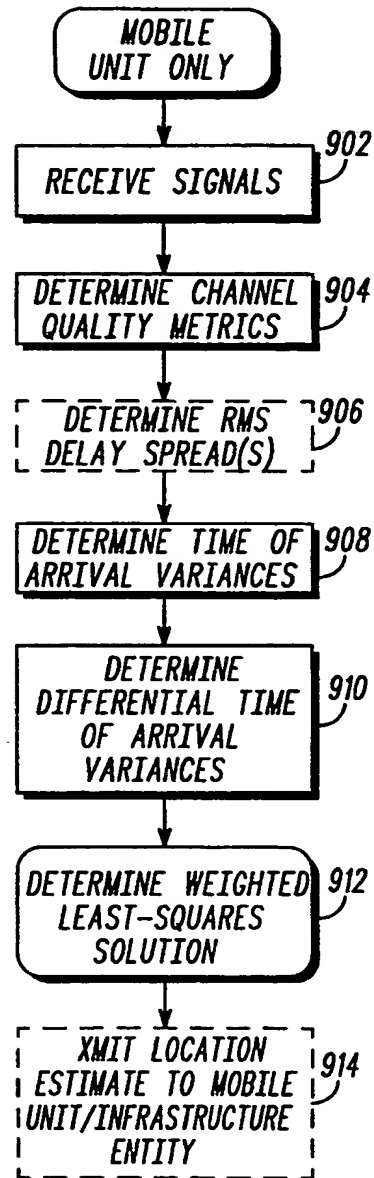 MOBILE
UNIT ONLY
902
RECEIVE SIGNALS
904
DETERMINE CHANNEL
QUALITY METRICS
906
DETERMINE RMS
DELAY SPREAD(S)
908
DETERMINE TIME OF
ARRIVAL VARIANCES
910
DETERMINE
DIFFERENTIAL TIME
OF ARRIVAL
VARIANCES
912
DETERMINE WEIGHTED
LEAST-SQUARES
SOLUTION
914
XMIT LOCATION
ESTIMATE TO MOBILE
UNIT/INFRASTRUCTURE
ENTITY